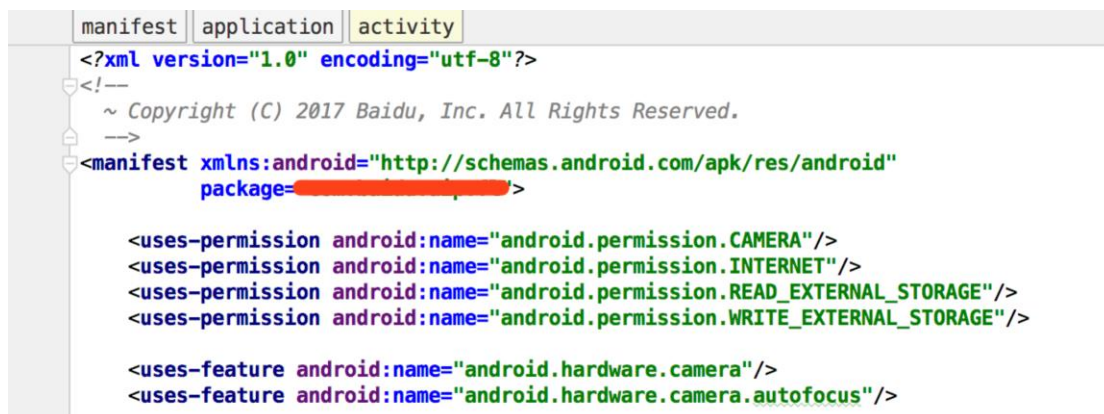 manifest application activity
<?xml version="1.0" encoding="utf-8"?>
<!--
~ Copyright (C) 2017 Baidu, Inc. All Rights Reserved.
-->
<manifest xmlns:android="http://schemas.android.com/apk/res/android"
package= ">
<uses-permission android:name="android.permission.CAMERA"/>
<uses-permission android:name="android.permission.INTERNET"/>
<uses-permission android:name="android.permission.READ_EXTERNAL_STORAGE"/>
<uses-permission android:name="android.permission.WRITE_EXTERNAL_STORAGE"/>
<uses-feature android:name="android.hardware.camera"/>
<uses-feature android:name="android.hardware.camera.autofocus"/>